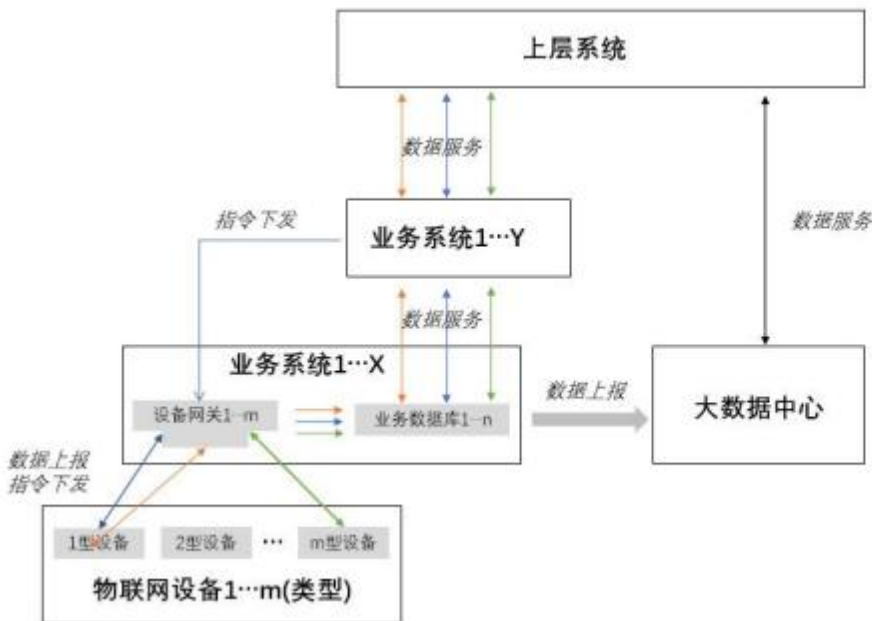 上层系统
数据服务
指令下发
业务系统1…Y
数据服务
数据服务
业务系统1…X
设备网关1…m
业务数据库1…n
数据上报
大数据中心
数据上报
指令下发
1型设备
2型设备
…
m型设备
物联网设备1…m(类型)